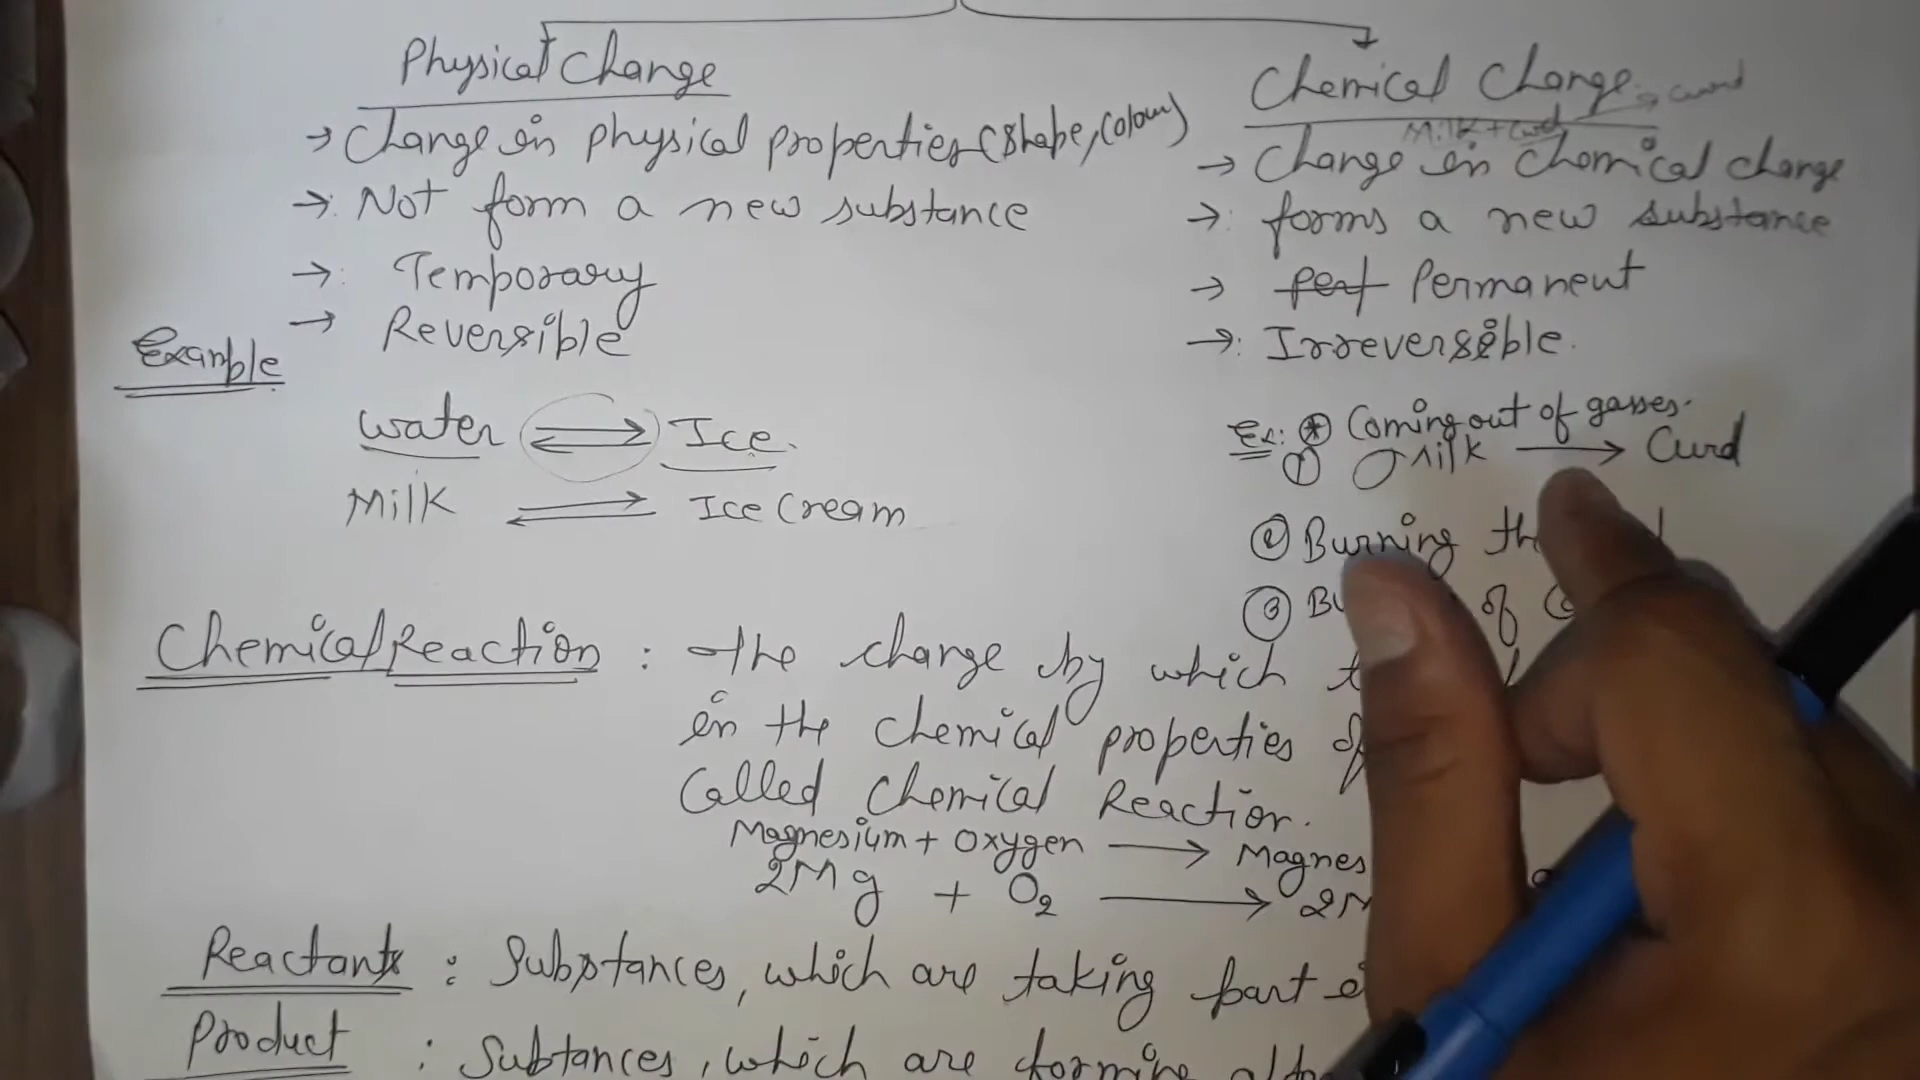 Physical Change
→ Change in physical properties (Shape, Colour)
→ Not form a new substance
→ Temporary
→ Reversible
Example
Water ⇌ Ice.
Milk ⇌ Ice Cream
Chemical Change
Milk + Curd → Curd
→ Change in Chemical change
→ forms a new substance
→ Permanent
→ Irreversible.
Ex: * Coming out of gasses.
① Milk → Curd
② Burning
③ of
Chemical Reaction : The change by which
in the chemical properties of
Called Chemical Reaction.
Magnesium + Oxygen →
2Mg + O₂ →
Reactants : Substances, which are taking part
Product : Subtances, which are